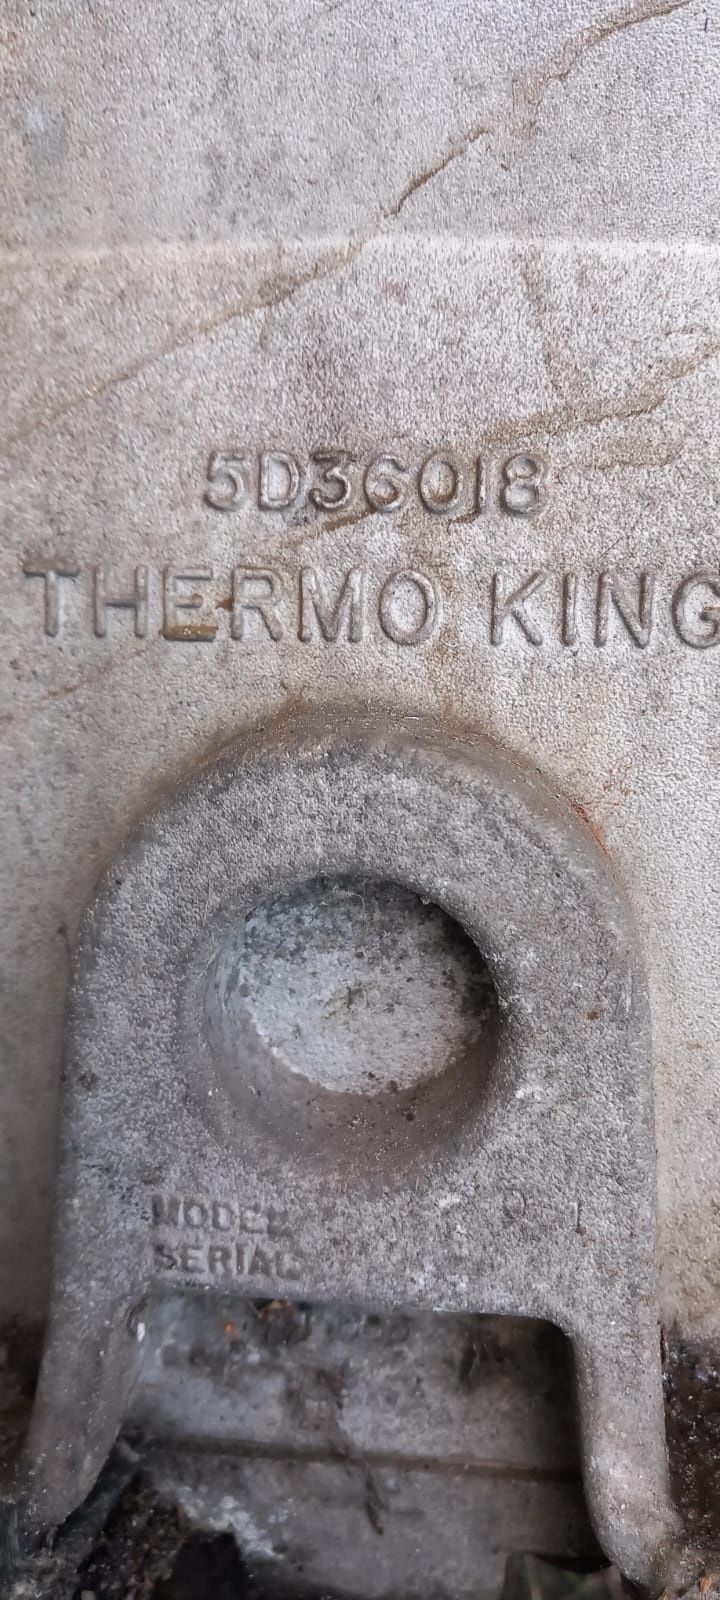 5D36018
THERMO KING
MODEL
SERIAL